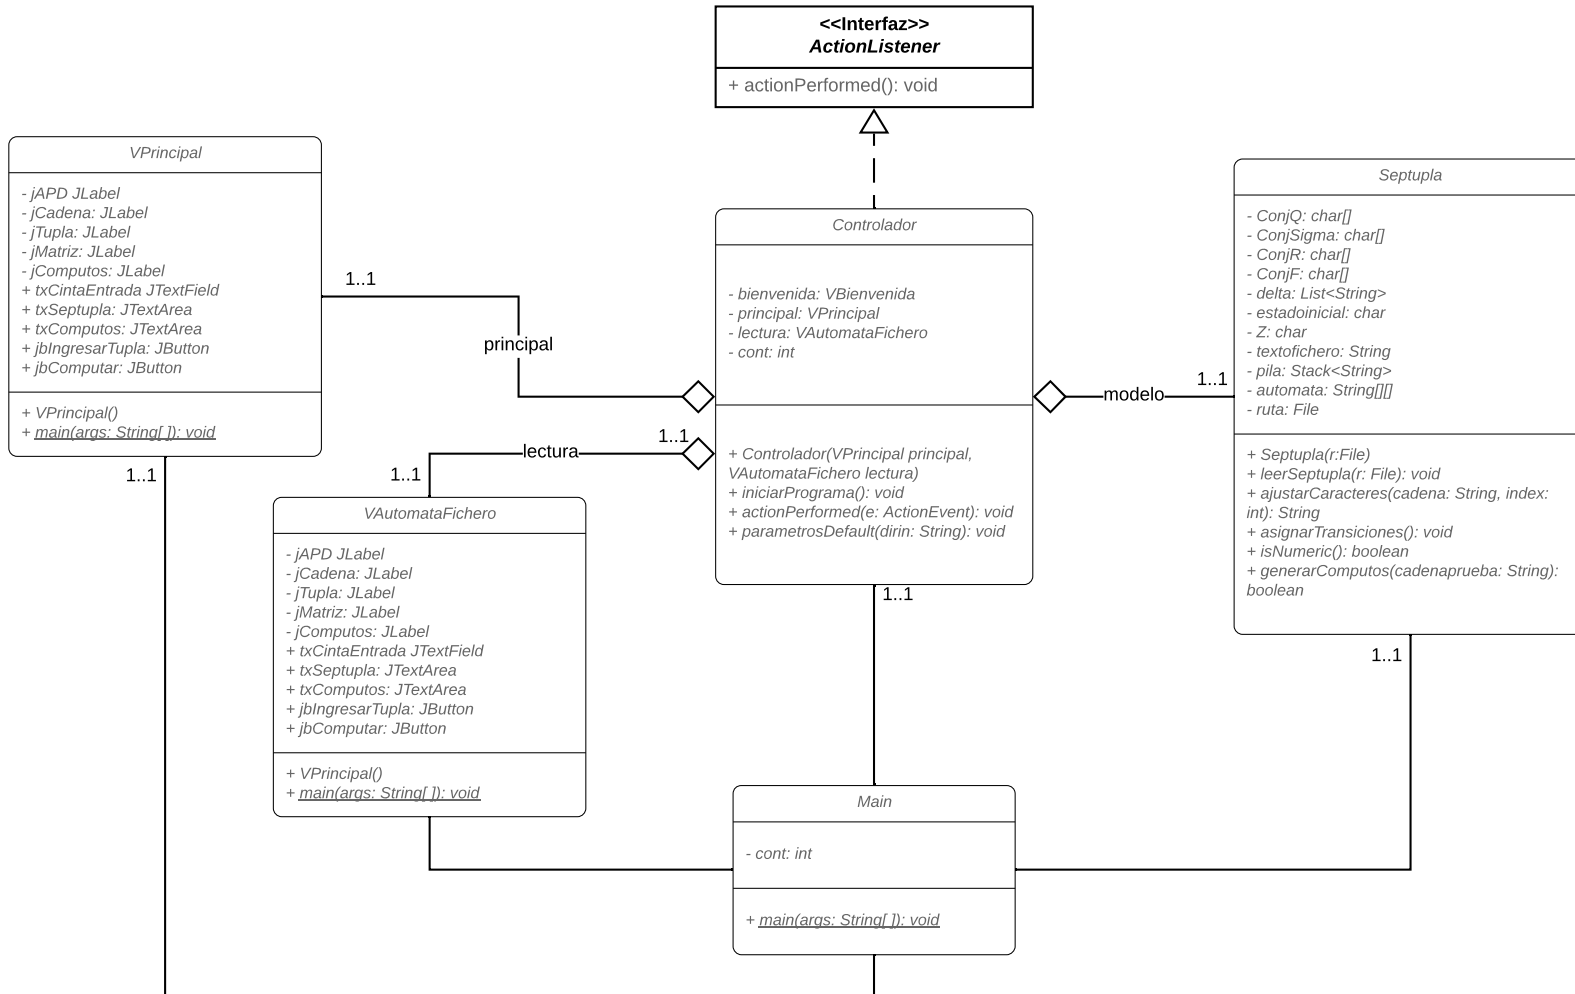 <<Interfaz>>
ActionListener
+ actionPerformed(): void
VPrincipal
- jAPD JLabel
- jCadena: JLabel
- jTupla: JLabel
- jMatriz: JLabel
- jComputos: JLabel
+ txCintaEntrada JTextField
+ txSeptupla: JTextArea
+ txComputos: JTextArea
+ jbIngresarTupla: JButton
+ jbComputar: JButton
+ VPrincipal()
+ main(args: String[ ]): void
1..1
1..1
principal
Controlador
- bienvenida: VBienvenida
- principal: VPrincipal
- lectura: VAutomataFichero
- cont: int
+ Controlador(VPrincipal principal,
VAutomataFichero lectura)
+ iniciarPrograma(): void
+ actionPerformed(e: ActionEvent): void
+ parametrosDefault(dirin: String): void
1..1
modelo
1..1
Septupla
- ConjQ: char[]
- ConjSigma: char[]
- ConjR: char[]
- ConjF: char[]
- delta: List<String>
- estadoinicial: char
- Z: char
- textofichero: String
- pila: Stack<String>
- automata: String[][]
- ruta: File
+ Septupla(r:File)
+ leerSeptupla(r: File): void
+ ajustarCaracteres(cadena: String, index:
int): String
+ asignarTransiciones(): void
+ isNumeric(): boolean
+ generarComputos(cadenaprueba: String):
boolean
1..1
1..1
lectura
1..1
VAutomataFichero
- jAPD JLabel
- jCadena: JLabel
- jTupla: JLabel
- jMatriz: JLabel
- jComputos: JLabel
+ txCintaEntrada JTextField
+ txSeptupla: JTextArea
+ txComputos: JTextArea
+ jbIngresarTupla: JButton
+ jbComputar: JButton
+ VPrincipal()
+ main(args: String[ ]): void
Main
- cont: int
+ main(args: String[ ]): void